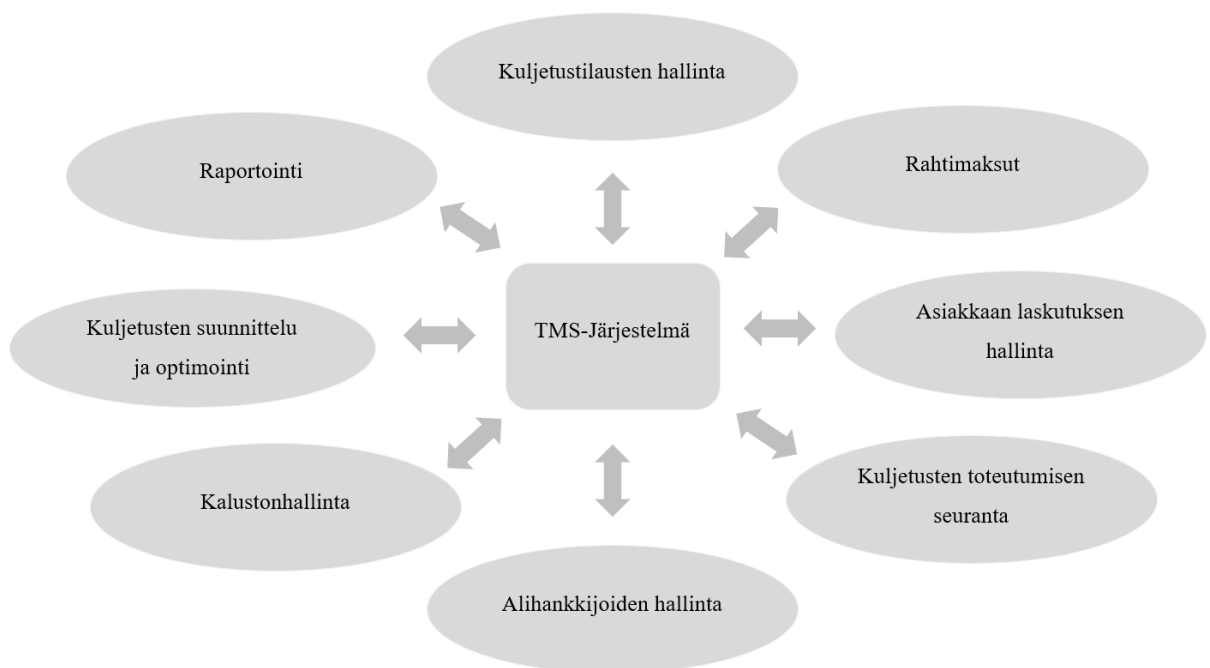 Kuljetustilausten hallinta
Raportointi
Rahtimaksut
Kuljetusten suunnittelu
ja optimointi
TMS-Järjestelmä
Asiakkaan laskutuksen
hallinta
Kalustonhallinta
Kuljetusten toteutumisen
seuranta
Alihankkijoiden hallinta